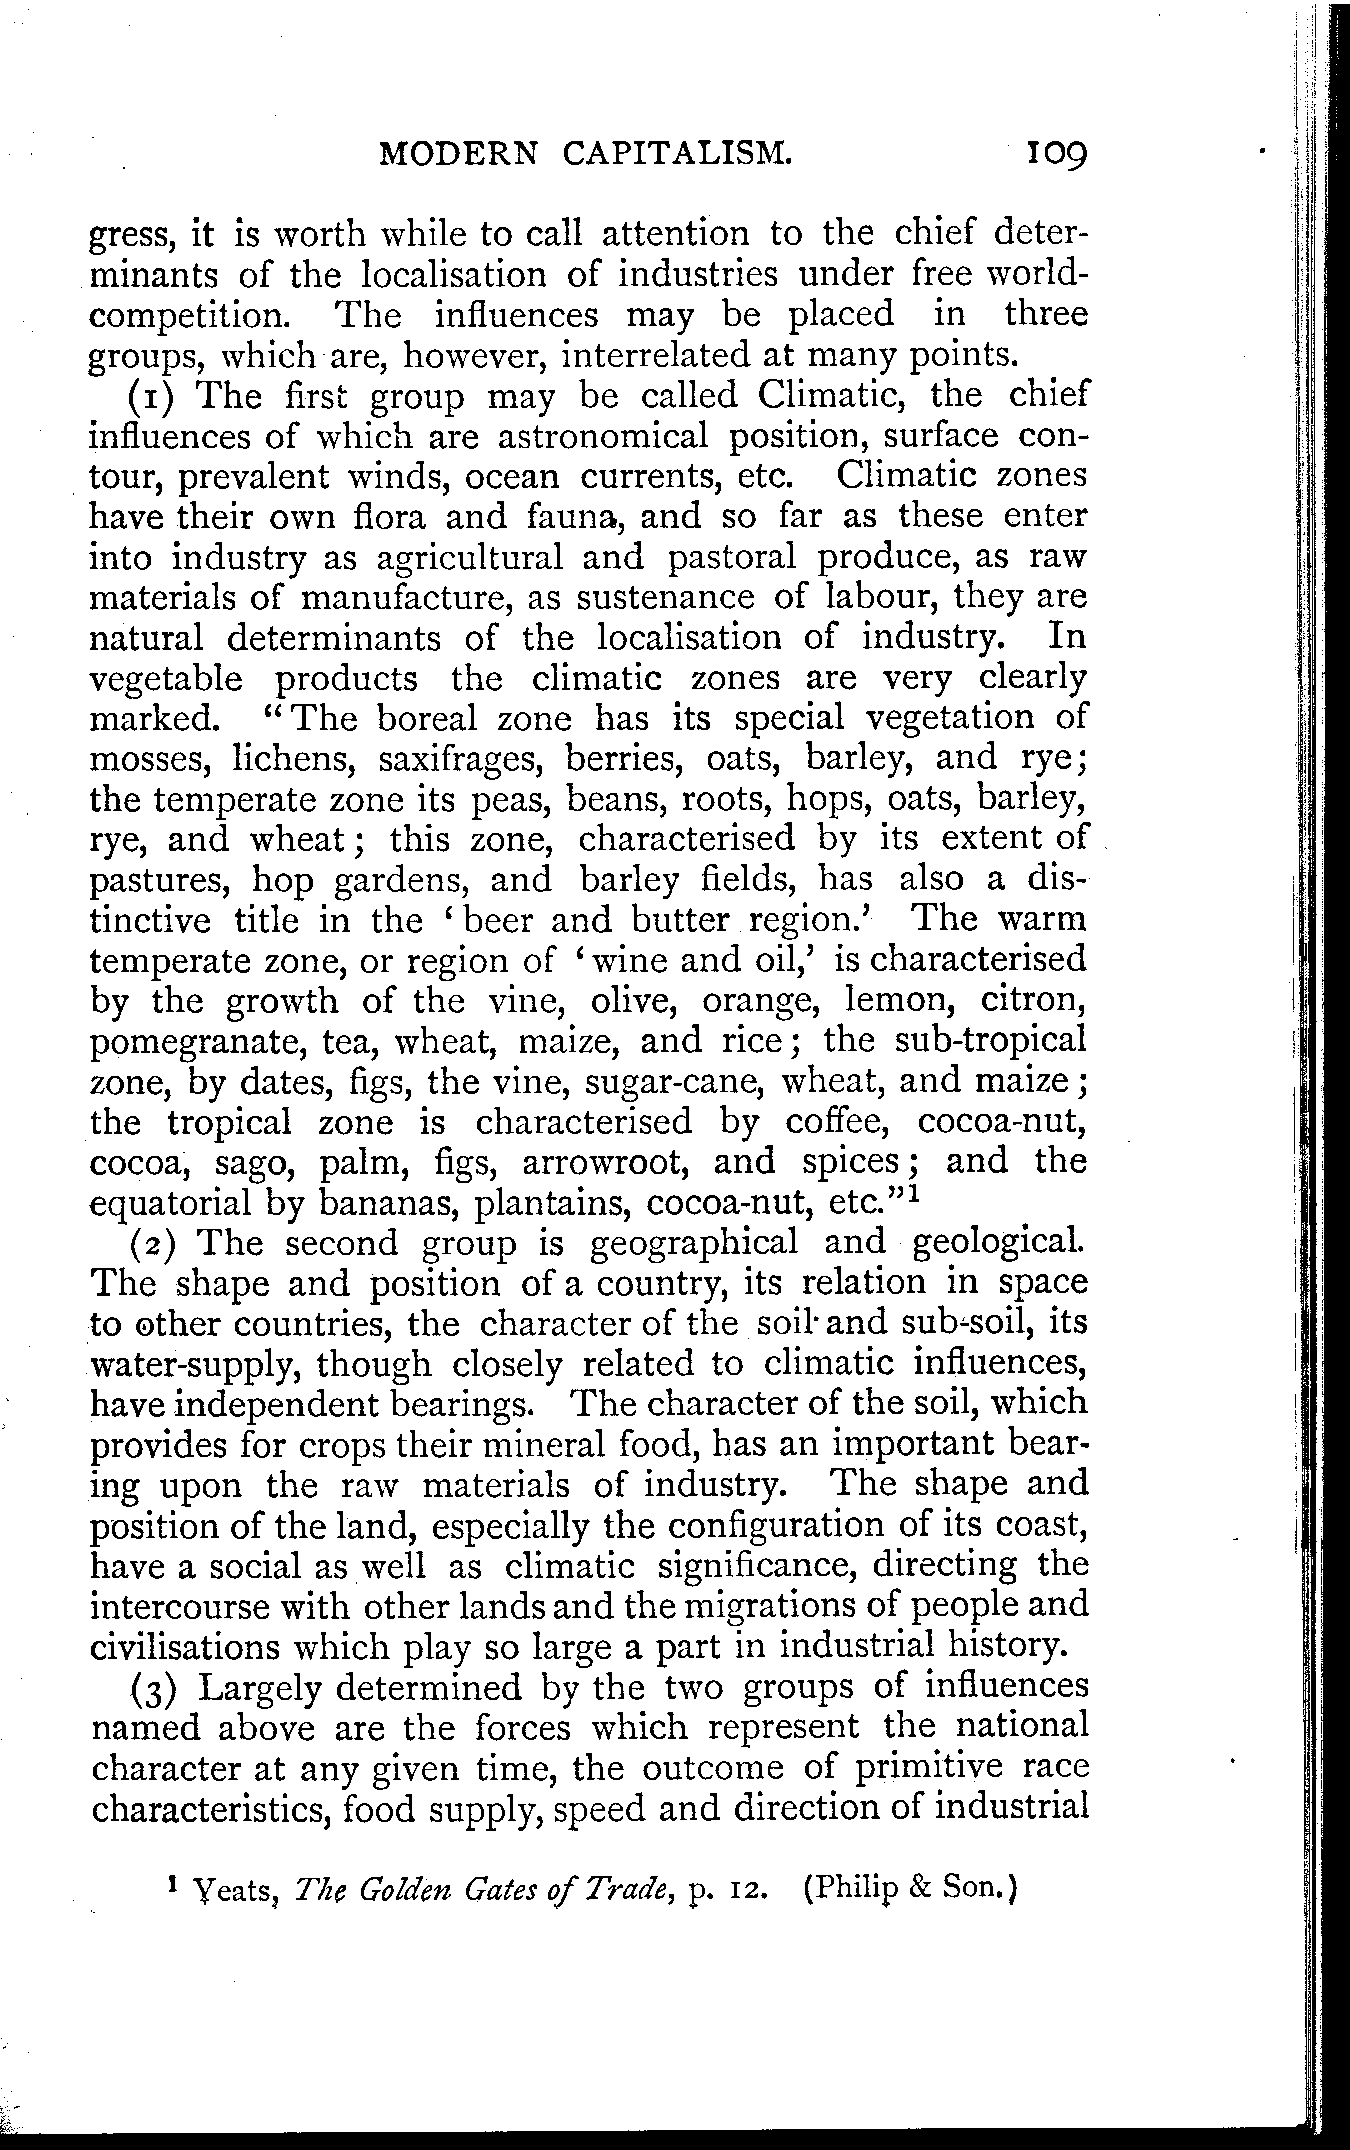 MODERN CAPITALISM. 109
gress, it is worth while to call attention to the chief deter-
minants of the localisation of industries under free world-
competition. The influences may be placed in three
groups, which are, however, interrelated at many points.
(1) The first group may be called Climatic, the chief
influences of which are astronomical position, surface con-
tour, prevalent winds, ocean currents, etc. Climatic zones
have their own flora and fauna, and so far as these enter
into industry as agricultural and pastoral produce, as raw
materials of manufacture, as sustenance of labour, they are
natural determinants of the localisation of industry. In
vegetable products the climatic zones are very clearly
marked. "The boreal zone has its special vegetation of
mosses, lichens, saxifrages, berries, oats, barley, and rye;
the temperate zone its peas, beans, roots, hops, oats, barley,
rye, and wheat; this zone, characterised by its extent of
pastures, hop gardens, and barley fields, has also a dis-
tinctive title in the 'beer and butter region.' The warm
temperate zone, or region of 'wine and oil,' is characterised
by the growth of the vine, olive, orange, lemon, citron,
pomegranate, tea, wheat, maize, and rice; the sub-tropical
zone, by dates, figs, the vine, sugar-cane, wheat, and maize;
the tropical zone is characterised by coffee, cocoa-nut,
cocoa, sago, palm, figs, arrowroot, and spices; and the
equatorial by bananas, plantains, cocoa-nut, etc."¹
(2) The second group is geographical and geological.
The shape and position of a country, its relation in space
to other countries, the character of the soil and sub-soil, its
water-supply, though closely related to climatic influences,
have independent bearings. The character of the soil, which
provides for crops their mineral food, has an important bear-
ing upon the raw materials of industry. The shape and
position of the land, especially the configuration of its coast,
have a social as well as climatic significance, directing the
intercourse with other lands and the migrations of people and
civilisations which play so large a part in industrial history.
(3) Largely determined by the two groups of influences
named above are the forces which represent the national
character at any given time, the outcome of primitive race
characteristics, food supply, speed and direction of industrial
¹ Yeats, The Golden Gates of Trade, p. 12. (Philip & Son.)